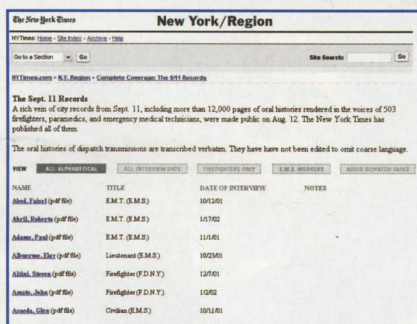 The New York Times
New York/Region
NYTimes: Home - Site Index - Archive - Help
Go to a Section Go
Site Search: Go
NYTimes.com > N.Y. Region > Complete Coverage: The 9/11 Records
The Sept. 11 Records
A rich vein of city records from Sept. 11, including more than 12,000 pages of oral histories rendered in the voices of 503
firefighters, paramedics, and emergency medical technicians, were made public on Aug. 12. The New York Times has
published all of them.
The oral histories of dispatch transmissions are transcribed verbatim. They have not been edited to omit coarse language.
VIEW ALL ALPHABETICAL ALL INTERVIEW DATE FIREFIGHTERS ONLY E.M.S. WORKERS AUDIO DISPATCH TAPES
NAME TITLE DATE OF INTERVIEW NOTES
Abed, Faisel (pdf file) E.M.T. (E.M.S.) 10/12/01
Abril, Roberto (pdf file) E.M.T. (E.M.S.) 1/17/02
Adams, Paul (pdf file) E.M.T. (E.M.S.) 11/1/01
Albuerme, Eley (pdf file) Lieutenant (E.M.S.) 10/23/01
Altini, Steven (pdf file) Firefighter (F.D.N.Y.) 12/7/01
Amato, John (pdf file) Firefighter (F.D.N.Y.) 1/2/02
Glen (pdf file) Civilian (E.M.S.) 10/11/01